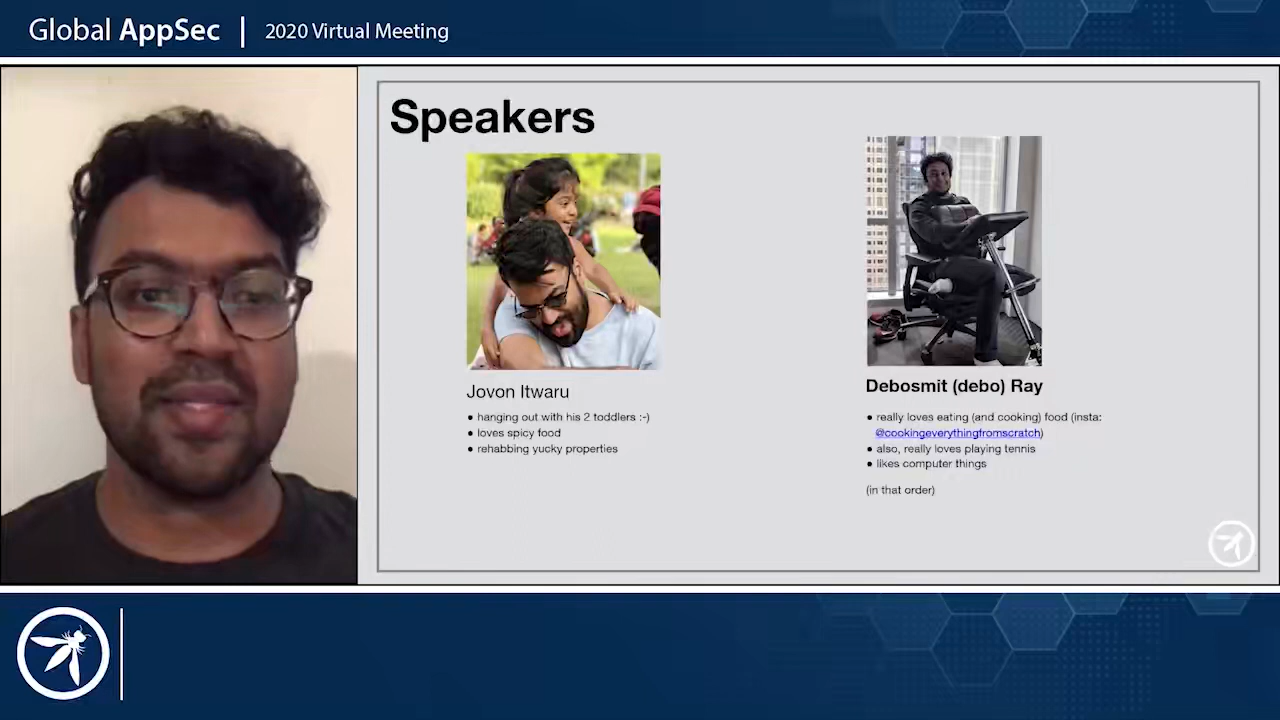 Global AppSec | 2020 Virtual Meeting
Speakers
Jovon Itwaru
• hanging out with his 2 toddlers :-)
• loves spicy food
• rehabbing yucky properties
Debosmit (debo) Ray
• really loves eating (and cooking) food (insta:
@cookingeverythingfromscratch)
• also, really loves playing tennis
• likes computer things
(in that order)